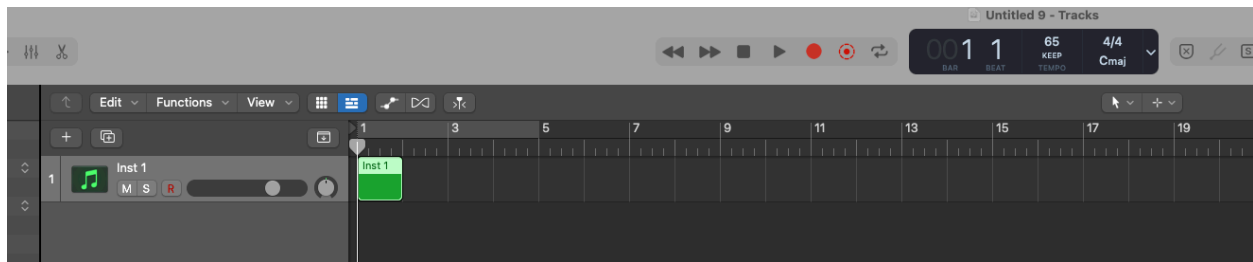 Untitled 9 - Tracks
001 1 65 4/4
KEEP Cmaj
BAR BEAT TEMPO
S
Edit Functions View
1 3 5 7 9 11 13 15 17 19
1 Inst 1
M S R
Inst 1